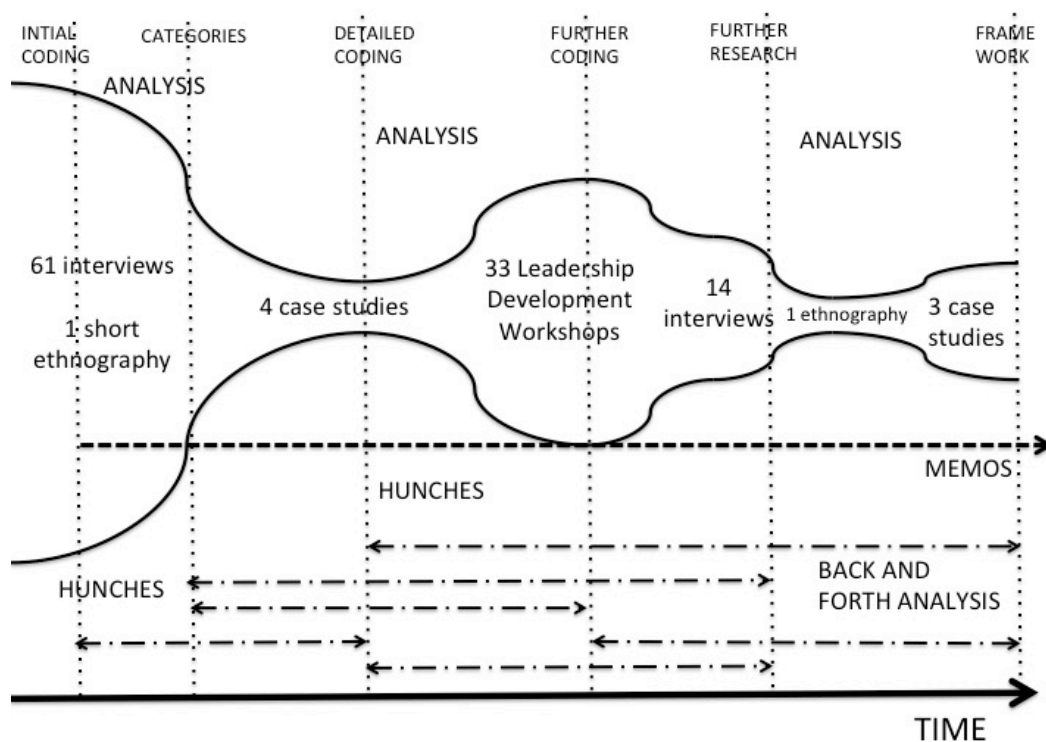 INTIAL
CODING
CATEGORIES
DETAILED
CODING
FURTHER
CODING
FURTHER
RESEARCH
FRAME
WORK
ANALYSIS
ANALYSIS
ANALYSIS
61 interviews
1 short
ethnography
4 case studies
33 Leadership
Development
Workshops
14
interviews
1 ethnography
3 case
studies
MEMOS
HUNCHES
HUNCHES
BACK AND
FORTH ANALYSIS
TIME